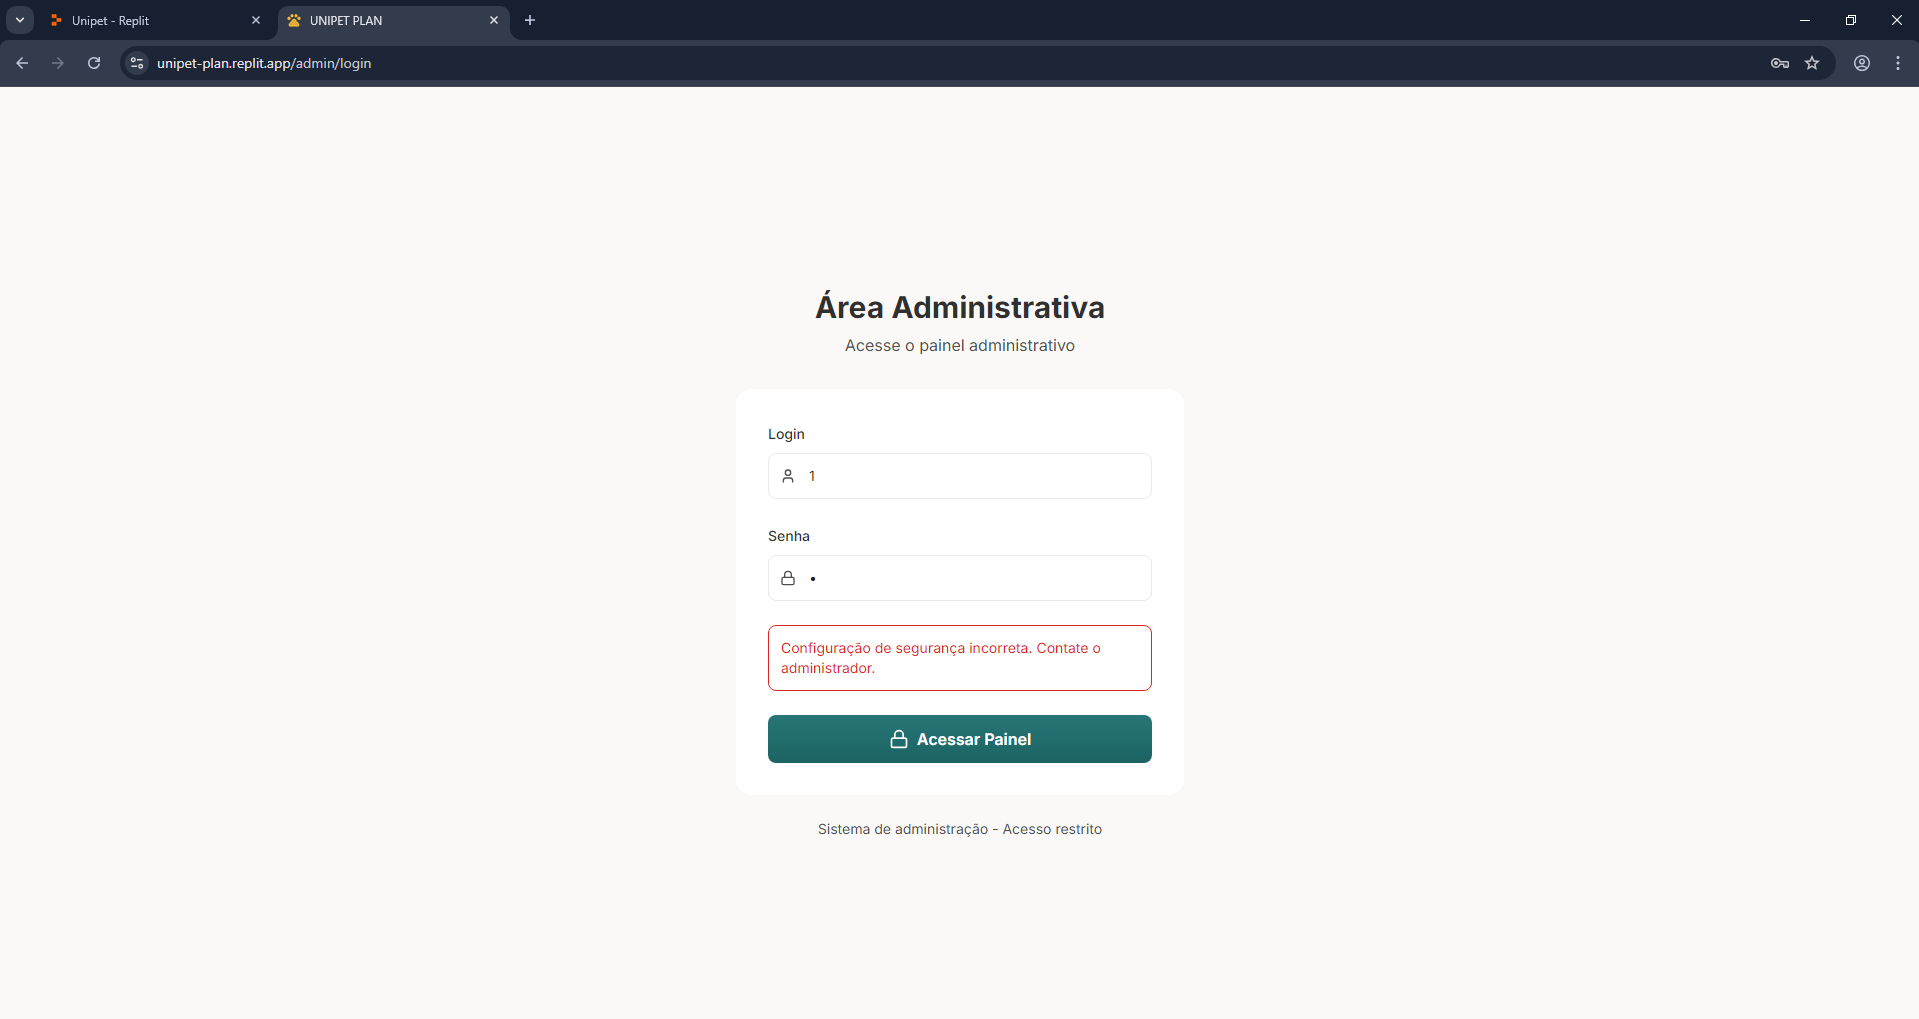 Unipet - Replit
UNIPET PLAN
unipet-plan.replit.app/admin/login
Área Administrativa
Acesse o painel administrativo
Login
1
Senha
•
Configuração de segurança incorreta. Contate o
administrador.
Acessar Painel
Sistema de administração - Acesso restrito